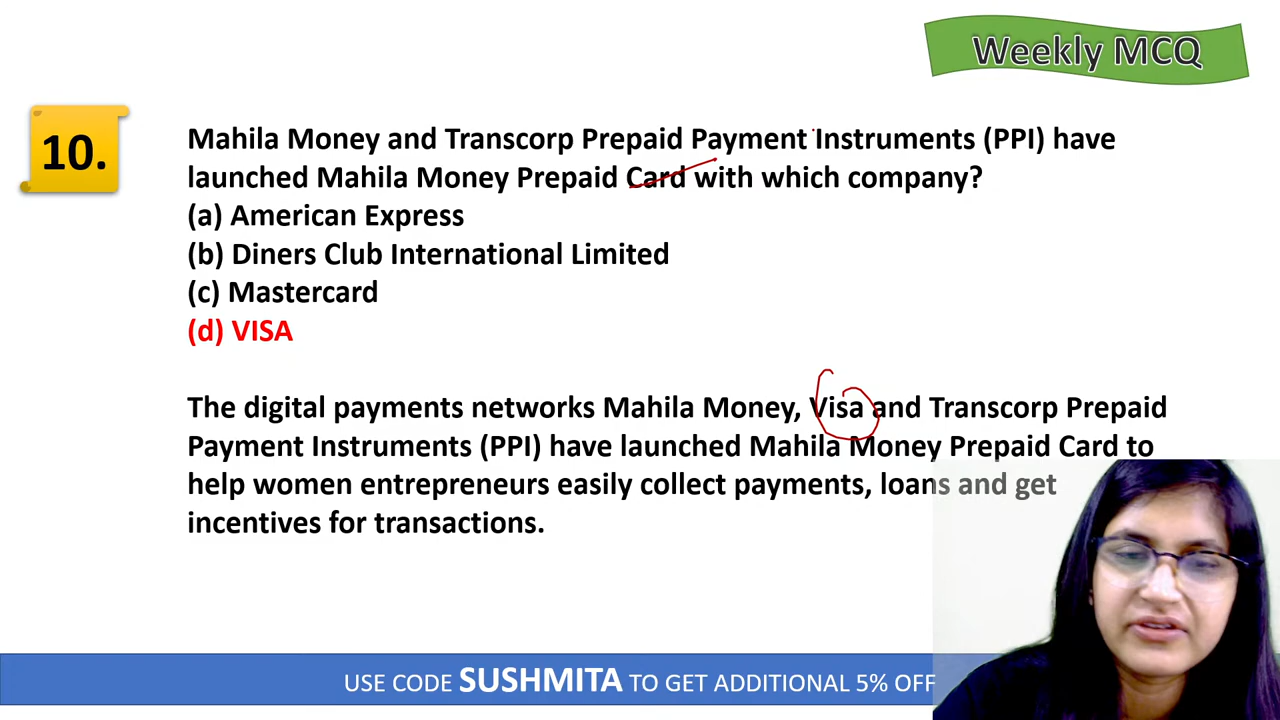 Weekly MCQ
10.
Mahila Money and Transcorp Prepaid Payment Instruments (PPI) have
launched Mahila Money Prepaid Card with which company?
(a) American Express
(b) Diners Club International Limited
(c) Mastercard
(d) VISA
The digital payments networks Mahila Money, Visa and Transcorp Prepaid
Payment Instruments (PPI) have launched Mahila Money Prepaid Card to
help women entrepreneurs easily collect payments, loans and get
incentives for transactions.
USE CODE SUSHMITA TO GET ADDITIONAL 5% OFF